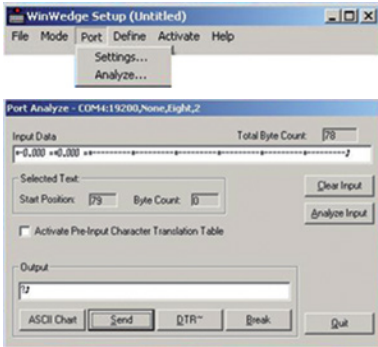 WinWedge Setup (Untitled)
File Mode Port Define Activate Help
Settings...
Analyze...
Port Analyze - COM4:19200,None,Eight,2
Input Data Total Byte Count: 78
Selected Text
Start Position: 79 Byte Count: 0
Clear Input
Analyze Input
Activate Pre-Input Character Translation Table
Output
ASCII Chart Send DTR~ Break Quit